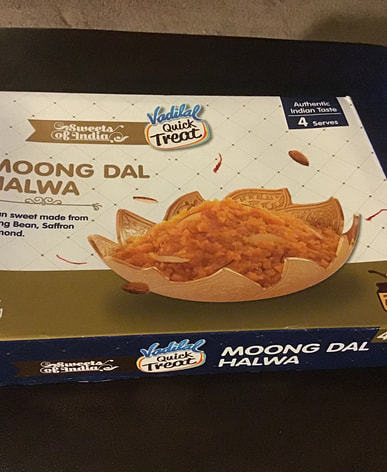 Sweets
of India
Vadilal
Quick
Treat
Authentic
Indian Taste
4 Serves
MOONG DAL
HALWA
sweet made from
Bean, Saffron
Sweets
of India
Vadilal
Quick
Treat
MOONG DAL
HALWA
4